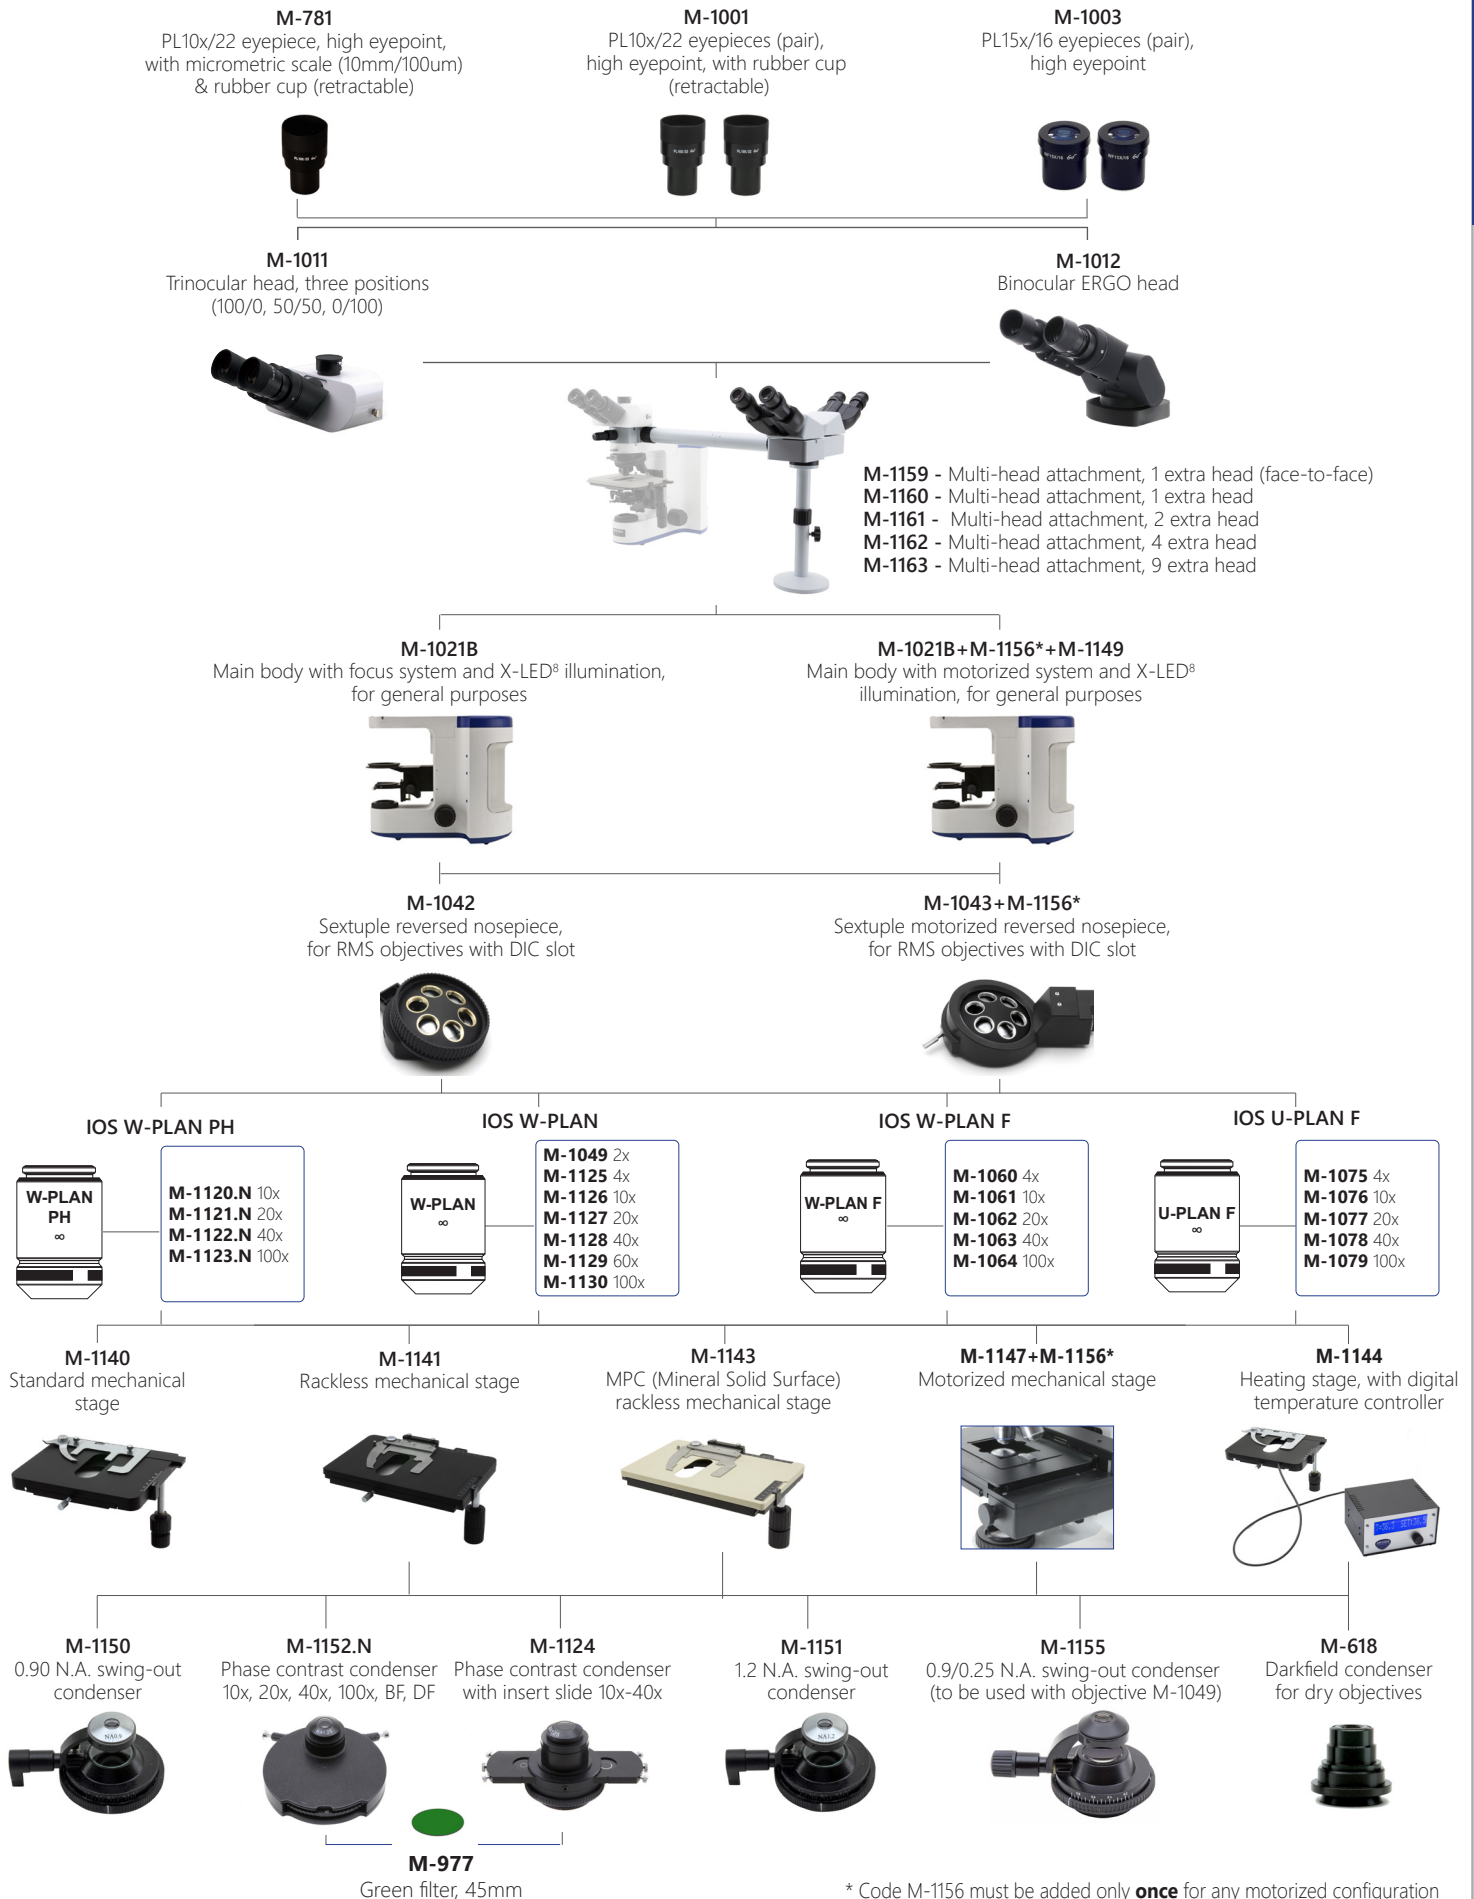 M-781
PL10x/22 eyepiece, high eyepoint,
with micrometric scale (10mm/100um)
& rubber cup (retractable)
M-1001
PL10x/22 eyepieces (pair),
high eyepoint, with rubber cup
(retractable)
M-1003
PL15x/16 eyepieces (pair),
high eyepoint
M-1011
Trinocular head, three positions
(100/0, 50/50, 0/100)
M-1012
Binocular ERGO head
M-1159 - Multi-head attachment, 1 extra head (face-to-face)
M-1160 - Multi-head attachment, 1 extra head
M-1161 - Multi-head attachment, 2 extra head
M-1162 - Multi-head attachment, 4 extra head
M-1163 - Multi-head attachment, 9 extra head
M-1021B
Main body with focus system and X-LED⁸ illumination,
for general purposes
M-1021B+M-1156*+M-1149
Main body with motorized system and X-LED⁸
illumination, for general purposes
M-1042
Sextuple reversed nosepiece,
for RMS objectives with DIC slot
M-1043+M-1156*
Sextuple motorized reversed nosepiece,
for RMS objectives with DIC slot
IOS W-PLAN PH
W-PLAN
PH
∞
M-1120.N 10x
M-1121.N 20x
M-1122.N 40x
M-1123.N 100x
IOS W-PLAN
W-PLAN
∞
M-1049 2x
M-1125 4x
M-1126 10x
M-1127 20x
M-1128 40x
M-1129 60x
M-1130 100x
IOS W-PLAN F
W-PLAN F
∞
M-1060 4x
M-1061 10x
M-1062 20x
M-1063 40x
M-1064 100x
IOS U-PLAN F
U-PLAN F
∞
M-1075 4x
M-1076 10x
M-1077 20x
M-1078 40x
M-1079 100x
M-1140
Standard mechanical
stage
M-1141
Rackless mechanical stage
M-1143
MPC (Mineral Solid Surface)
rackless mechanical stage
M-1147+M-1156*
Motorized mechanical stage
M-1144
Heating stage, with digital
temperature controller
M-1150
0.90 N.A. swing-out
condenser
NA0.9
M-1152.N
Phase contrast condenser
10x, 20x, 40x, 100x, BF, DF
M-1124
Phase contrast condenser
with insert slide 10x-40x
M-1151
1.2 N.A. swing-out
condenser
NA1.2
M-1155
0.9/0.25 N.A. swing-out condenser
(to be used with objective M-1049)
M-618
Darkfield condenser
for dry objectives
M-977
Green filter, 45mm
* Code M-1156 must be added only once for any motorized configuration